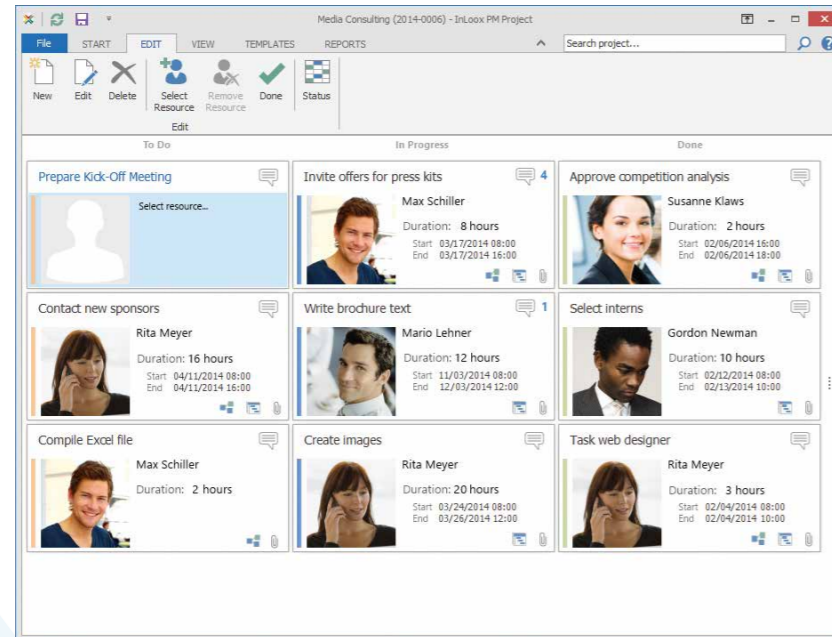 Media Consulting (2014-0006) - InLoox PM Project
File START EDIT VIEW TEMPLATES REPORTS Search project...
New Edit Delete Select Resource Remove Resource Done Status
Edit
To Do In Progress Done
Prepare Kick-Off Meeting
Select resource...
Invite offers for press kits 4
Max Schiller
Duration: 8 hours
Start 03/17/2014 08:00
End 03/17/2014 16:00
Approve competition analysis
Susanne Klaws
Duration: 2 hours
Start 02/06/2014 16:00
End 02/06/2014 18:00
Contact new sponsors
Rita Meyer
Duration: 16 hours
Start 04/11/2014 08:00
End 04/11/2014 16:00
Write brochure text 1
Mario Lehner
Duration: 12 hours
Start 11/03/2014 08:00
End 12/03/2014 12:00
Select interns
Gordon Newman
Duration: 10 hours
Start 02/12/2014 08:00
End 02/13/2014 10:00
Compile Excel file
Max Schiller
Duration: 2 hours
Create images
Rita Meyer
Duration: 20 hours
Start 03/24/2014 08:00
End 03/26/2014 12:00
Task web designer
Rita Meyer
Duration: 3 hours
Start 02/04/2014 08:00
End 02/04/2014 10:00